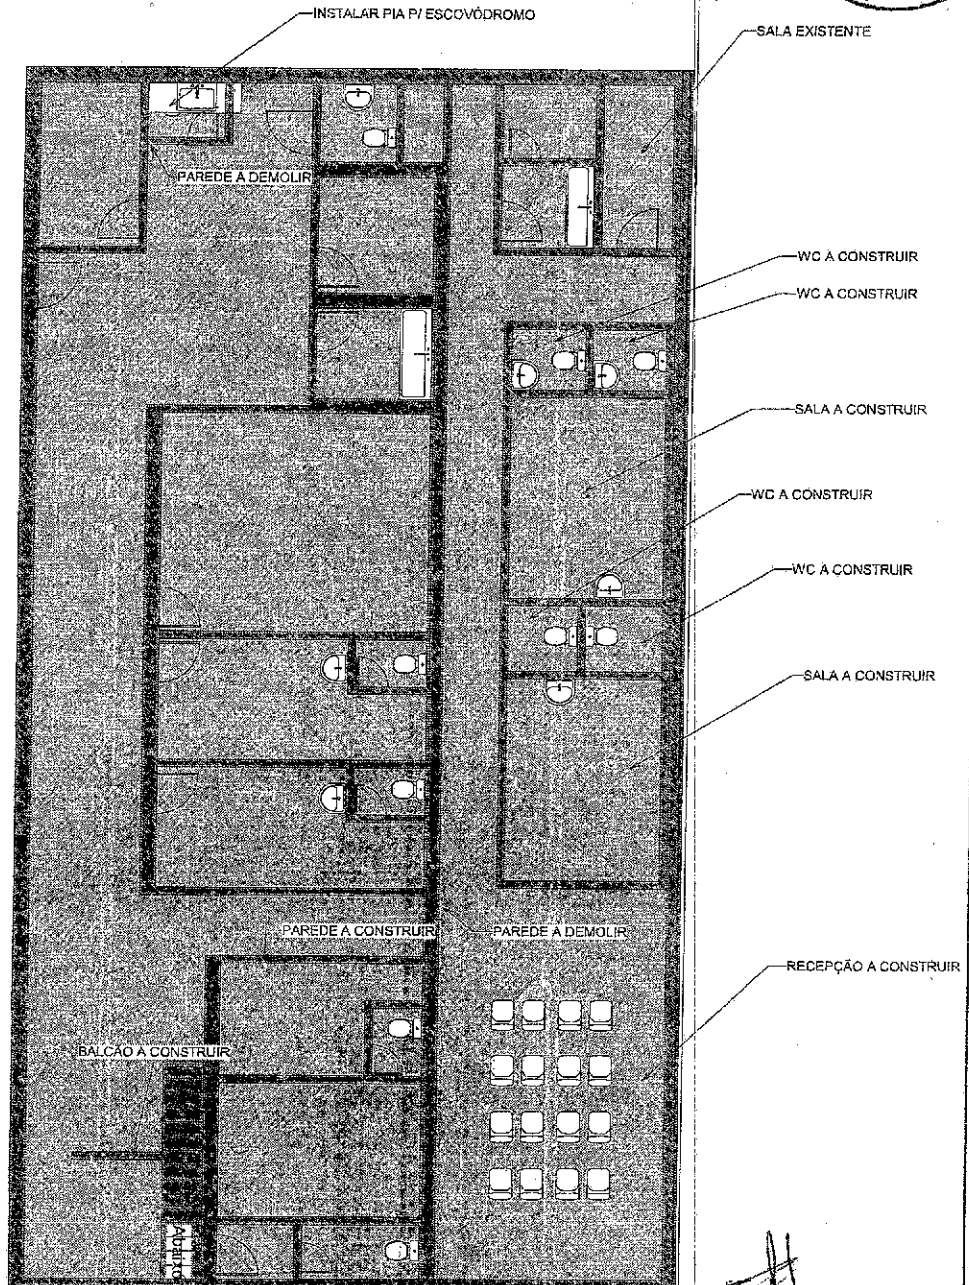 INSTALAR PIA P/ ESCOVÓDROMO
SALA EXISTENTE
PAREDE A DEMOLIR
WC A CONSTRUIR
WC A CONSTRUIR
SALA A CONSTRUIR
WC A CONSTRUIR
WC A CONSTRUIR
SALA A CONSTRUIR
PAREDE A CONSTRUIR
PAREDE A DEMOLIR
RECEPÇÃO A CONSTRUIR
BALCÃO A CONSTRUIR
Abaixo